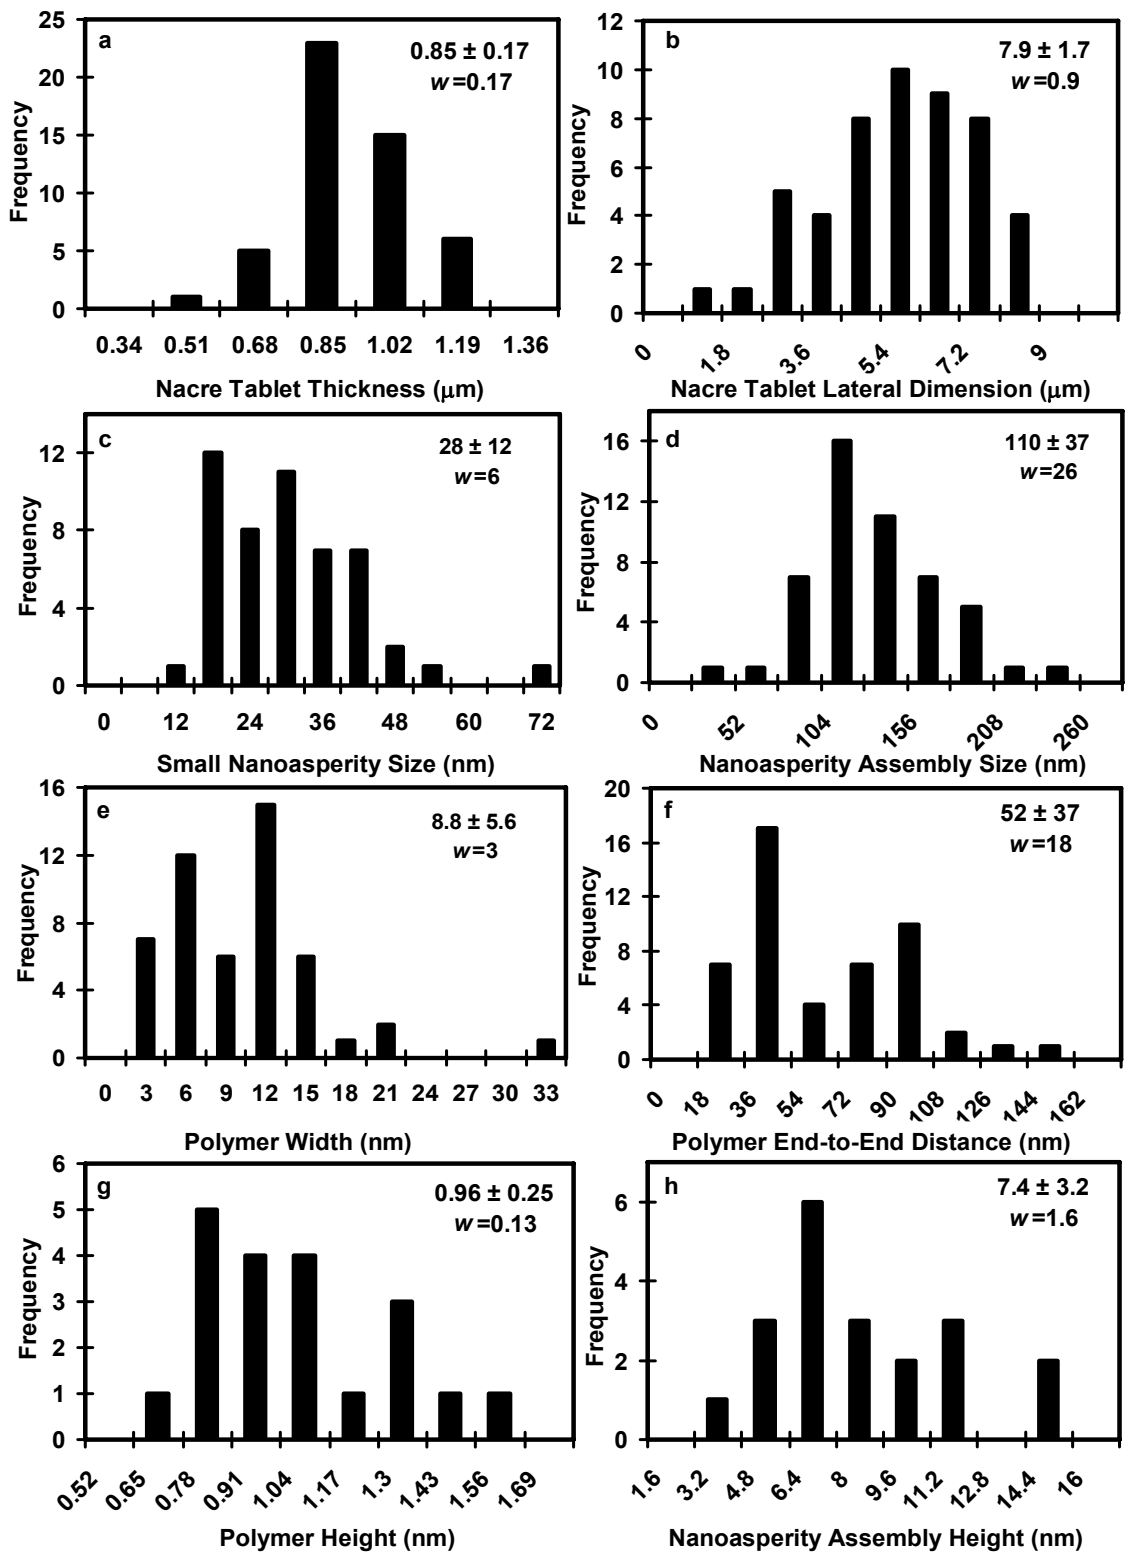 a
0.85 ± 0.17
w=0.17
Frequency
25
20
15
10
5
0
0.34 0.51 0.68 0.85 1.02 1.19 1.36
Nacre Tablet Thickness (μm)
b
7.9 ± 1.7
w=0.9
Frequency
12
10
8
6
4
2
0
0 1.8 3.6 5.4 7.2 9
Nacre Tablet Lateral Dimension (μm)
c
28 ± 12
w=6
Frequency
12
8
4
0
0 12 24 36 48 60 72
Small Nanoasperity Size (nm)
d
110 ± 37
w=26
Frequency
16
12
8
4
0
0 52 104 156 208 260
Nanoasperity Assembly Size (nm)
e
8.8 ± 5.6
w=3
Frequency
16
12
8
4
0
0 3 6 9 12 15 18 21 24 27 30 33
Polymer Width (nm)
f
52 ± 37
w=18
Frequency
20
16
12
8
4
0
0 18 36 54 72 90 108 126 144 162
Polymer End-to-End Distance (nm)
g
0.96 ± 0.25
w=0.13
Frequency
6
5
4
3
2
1
0
0.52 0.65 0.78 0.91 1.04 1.17 1.3 1.43 1.56 1.69
Polymer Height (nm)
h
7.4 ± 3.2
w=1.6
Frequency
6
4
2
0
1.6 3.2 4.8 6.4 8 9.6 11.2 12.8 14.4 16
Nanoasperity Assembly Height (nm)